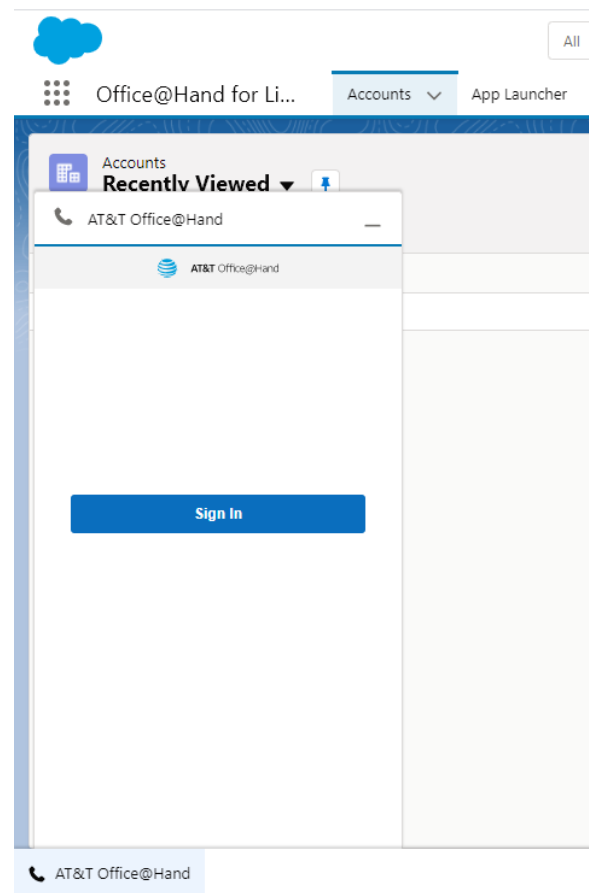 All
Office@Hand for Li... Accounts App Launcher
Accounts
Recently Viewed
AT&T Office@Hand
AT&T Office@Hand
Sign In
AT&T Office@Hand